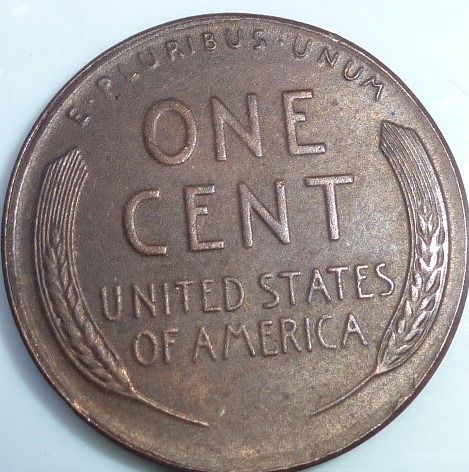 E·PLURIBUS·UNUM
ONE
CENT
UNITED STATES
OF AMERICA